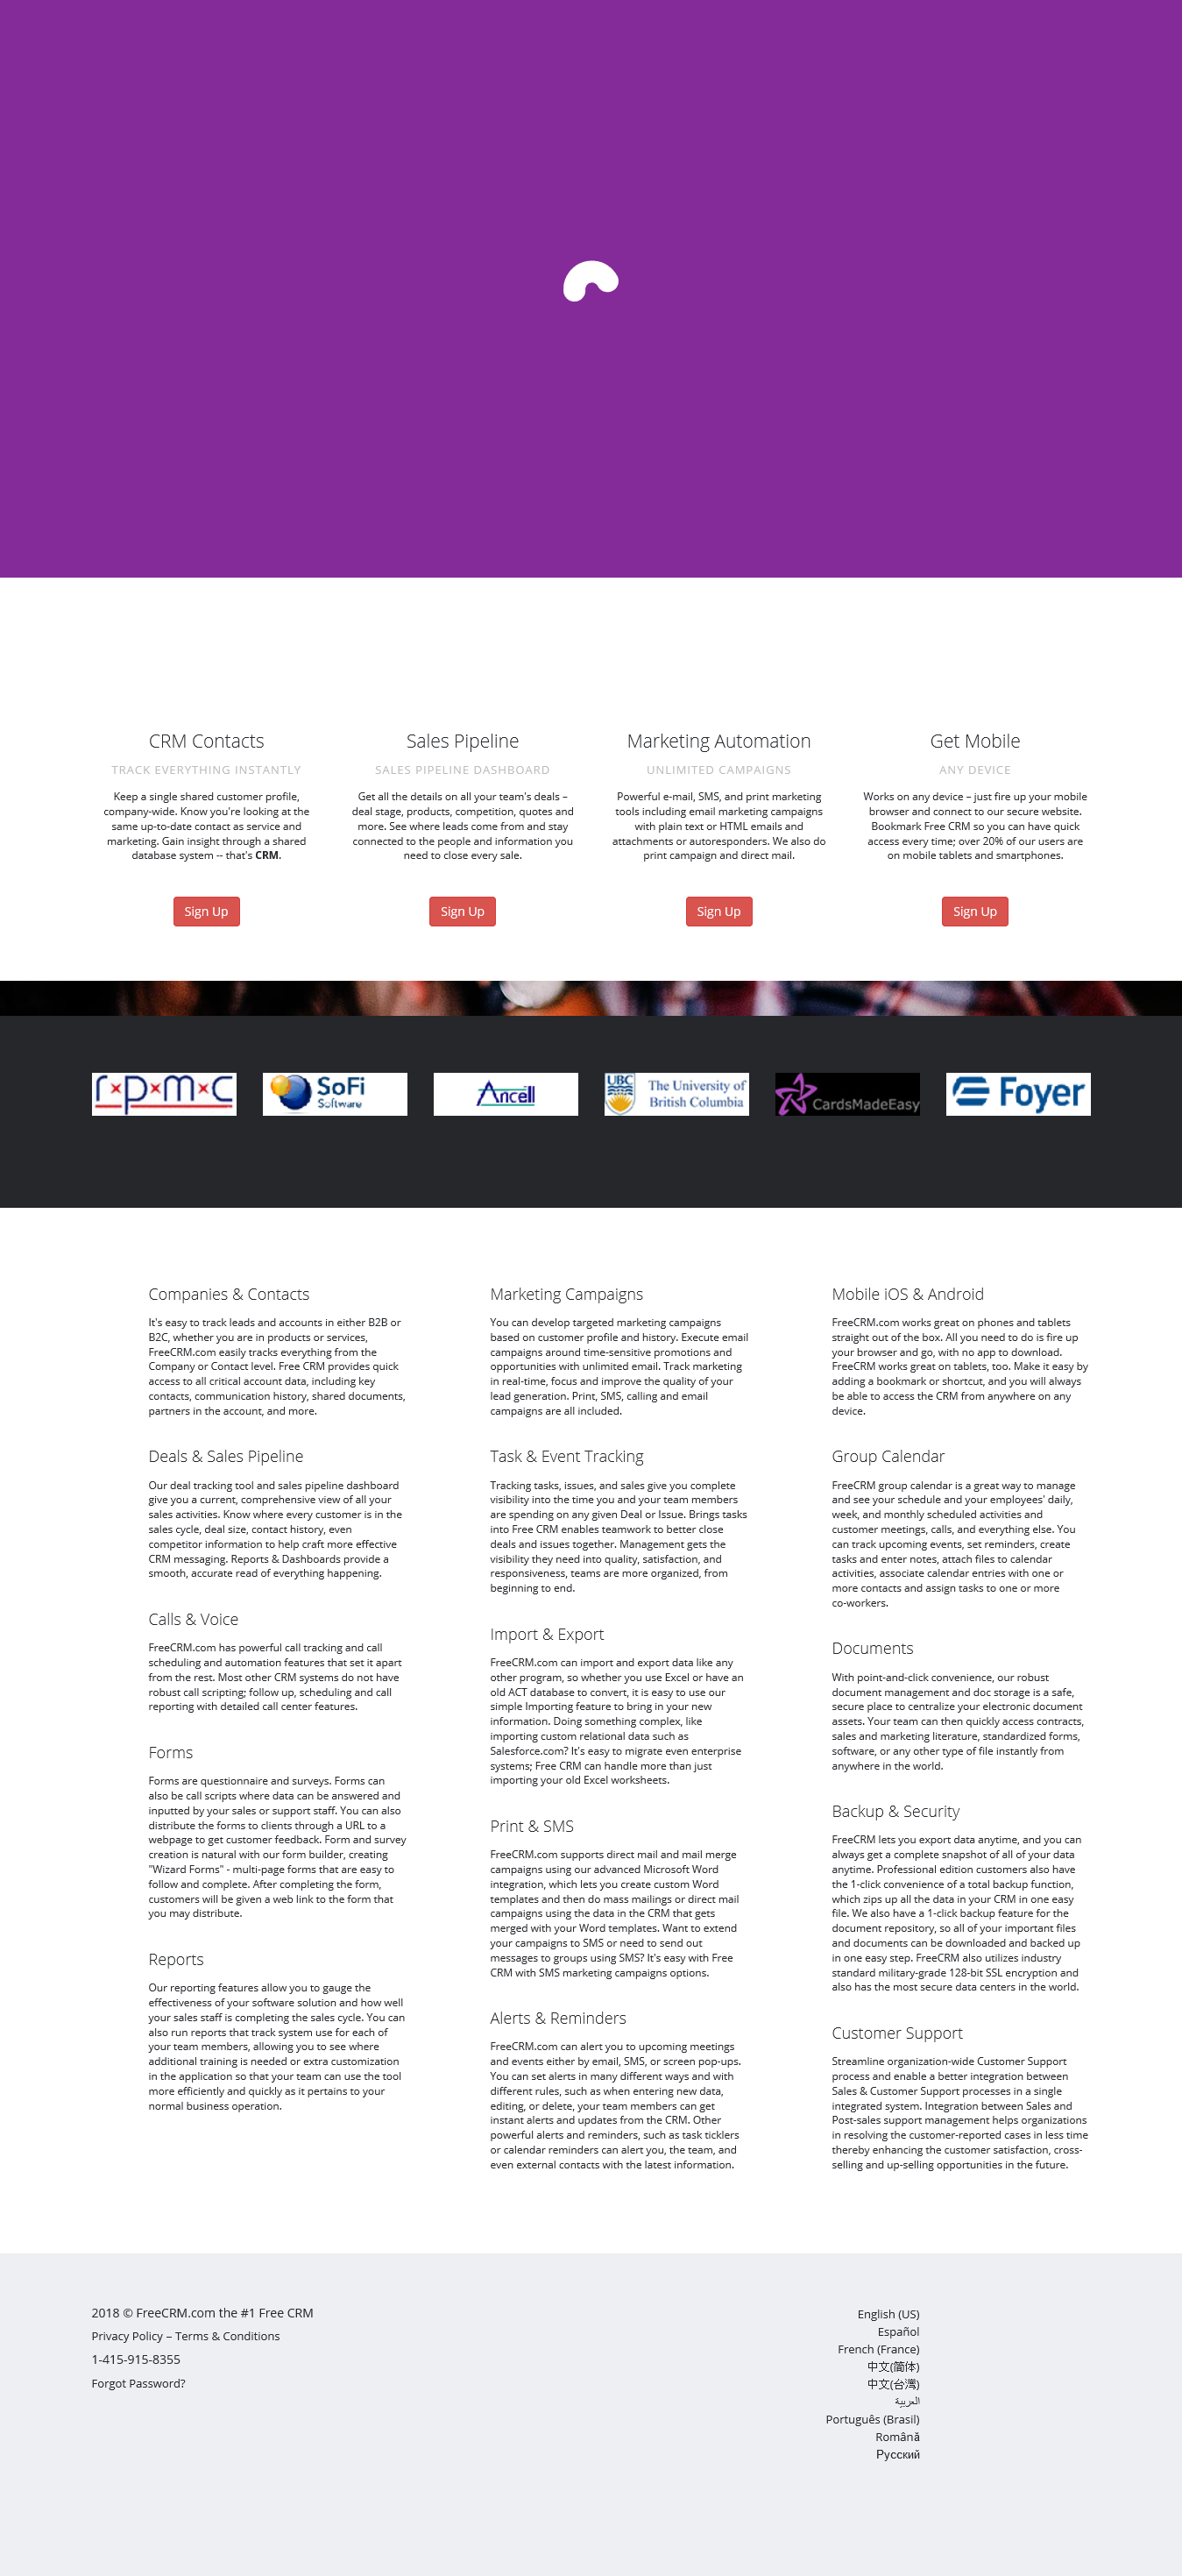 CRM Contacts
TRACK EVERYTHING INSTANTLY
Keep a single shared customer profile,
company-wide. Know you're looking at the
same up-to-date contact as service and
marketing. Gain insight through a shared
database system -- that's CRM.
Sign Up
Sales Pipeline
SALES PIPELINE DASHBOARD
Get all the details on all your team's deals –
deal stage, products, competition, quotes and
more. See where leads come from and stay
connected to the people and information you
need to close every sale.
Sign Up
Marketing Automation
UNLIMITED CAMPAIGNS
Powerful e-mail, SMS, and print marketing
tools including email marketing campaigns
with plain text or HTML emails and
attachments or autoresponders. We also do
print campaign and direct mail.
Sign Up
Get Mobile
ANY DEVICE
Works on any device – just fire up your mobile
browser and connect to our secure website.
Bookmark Free CRM so you can have quick
access every time; over 20% of our users are
on mobile tablets and smartphones.
Sign Up
rpmc
SoFi
Software
Ancell
UBC
The University of
British Columbia
CardsMadeEasy
Foyer
Companies & Contacts
It's easy to track leads and accounts in either B2B or
B2C, whether you are in products or services,
FreeCRM.com easily tracks everything from the
Company or Contact level. Free CRM provides quick
access to all critical account data, including key
contacts, communication history, shared documents,
partners in the account, and more.
Deals & Sales Pipeline
Our deal tracking tool and sales pipeline dashboard
give you a current, comprehensive view of all your
sales activities. Know where every customer is in the
sales cycle, deal size, contact history, even
competitor information to help craft more effective
CRM messaging. Reports & Dashboards provide a
smooth, accurate read of everything happening.
Calls & Voice
FreeCRM.com has powerful call tracking and call
scheduling and automation features that set it apart
from the rest. Most other CRM systems do not have
robust call scripting; follow up, scheduling and call
reporting with detailed call center features.
Forms
Forms are questionnaire and surveys. Forms can
also be call scripts where data can be answered and
inputted by your sales or support staff. You can also
distribute the forms to clients through a URL to a
webpage to get customer feedback. Form and survey
creation is natural with our form builder, creating
"Wizard Forms" - multi-page forms that are easy to
follow and complete. After completing the form,
customers will be given a web link to the form that
you may distribute.
Reports
Our reporting features allow you to gauge the
effectiveness of your software solution and how well
your sales staff is completing the sales cycle. You can
also run reports that track system use for each of
your team members, allowing you to see where
additional training is needed or extra customization
in the application so that your team can use the tool
more efficiently and quickly as it pertains to your
normal business operation.
Marketing Campaigns
You can develop targeted marketing campaigns
based on customer profile and history. Execute email
campaigns around time-sensitive promotions and
opportunities with unlimited email. Track marketing
in real-time, focus and improve the quality of your
lead generation. Print, SMS, calling and email
campaigns are all included.
Task & Event Tracking
Tracking tasks, issues, and sales give you complete
visibility into the time you and your team members
are spending on any given Deal or Issue. Brings tasks
into Free CRM enables teamwork to better close
deals and issues together. Management gets the
visibility they need into quality, satisfaction, and
responsiveness, teams are more organized, from
beginning to end.
Import & Export
FreeCRM.com can import and export data like any
other program, so whether you use Excel or have an
old ACT database to convert, it is easy to use our
simple Importing feature to bring in your new
information. Doing something complex, like
importing custom relational data such as
Salesforce.com? It's easy to migrate even enterprise
systems; Free CRM can handle more than just
importing your old Excel worksheets.
Print & SMS
FreeCRM.com supports direct mail and mail merge
campaigns using our advanced Microsoft Word
integration, which lets you create custom Word
templates and then do mass mailings or direct mail
campaigns using the data in the CRM that gets
merged with your Word templates. Want to extend
your campaigns to SMS or need to send out
messages to groups using SMS? It's easy with Free
CRM with SMS marketing campaigns options.
Alerts & Reminders
FreeCRM.com can alert you to upcoming meetings
and events either by email, SMS, or screen pop-ups.
You can set alerts in many different ways and with
different rules, such as when entering new data,
editing, or delete, your team members can get
instant alerts and updates from the CRM. Other
powerful alerts and reminders, such as task ticklers
or calendar reminders can alert you, the team, and
even external contacts with the latest information.
Mobile iOS & Android
FreeCRM.com works great on phones and tablets
straight out of the box. All you need to do is fire up
your browser and go, with no app to download.
FreeCRM works great on tablets, too. Make it easy by
adding a bookmark or shortcut, and you will always
be able to access the CRM from anywhere on any
device.
Group Calendar
FreeCRM group calendar is a great way to manage
and see your schedule and your employees' daily,
week, and monthly scheduled activities and
customer meetings, calls, and everything else. You
can track upcoming events, set reminders, create
tasks and enter notes, attach files to calendar
activities, associate calendar entries with one or
more contacts and assign tasks to one or more
co-workers.
Documents
With point-and-click convenience, our robust
document management and doc storage is a safe,
secure place to centralize your electronic document
assets. Your team can then quickly access contracts,
sales and marketing literature, standardized forms,
software, or any other type of file instantly from
anywhere in the world.
Backup & Security
FreeCRM lets you export data anytime, and you can
always get a complete snapshot of all of your data
anytime. Professional edition customers also have
the 1-click convenience of a total backup function,
which zips up all the data in your CRM in one easy
file. We also have a 1-click backup feature for the
document repository, so all of your important files
and documents can be downloaded and backed up
in one easy step. FreeCRM also utilizes industry
standard military-grade 128-bit SSL encryption and
also has the most secure data centers in the world.
Customer Support
Streamline organization-wide Customer Support
process and enable a better integration between
Sales & Customer Support processes in a single
integrated system. Integration between Sales and
Post-sales support management helps organizations
in resolving the customer-reported cases in less time
thereby enhancing the customer satisfaction, cross-
selling and up-selling opportunities in the future.
2018 © FreeCRM.com the #1 Free CRM
Privacy Policy – Terms & Conditions
1-415-915-8355
Forgot Password?
English (US)
Español
French (France)
中文(简体)
中文(台灣)
العربية
Português (Brasil)
Română
Русский